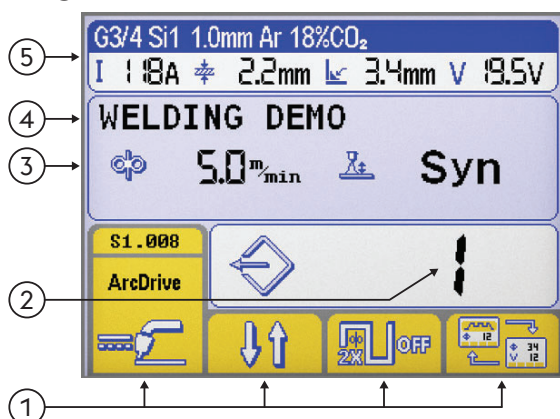 G3/4 Si1 1.0mm Ar 18%CO₂
I 118A 2.2mm 3.4mm V 19.5V
WELDING DEMO
5.0 m/min Syn
S1.008
ArcDrive
1
2X OFF
12
Φ 34
V 12
5
4
3
2
1